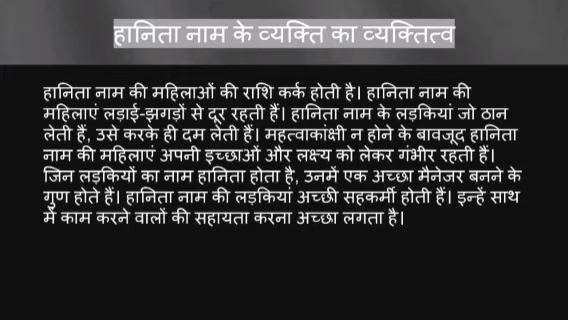 हानिता नाम के व्यक्ति का व्यक्तित्व
हानिता नाम की महिलाओं की राशि कर्क होती है। हानिता नाम की
महिलाएं लड़ाई-झगड़ों से दूर रहती हैं। हानिता नाम के लड़कियां जो ठान
लेती हैं, उसे करके ही दम लेती हैं। महत्वाकांक्षी न होने के बावजूद हानिता
नाम की महिलाएं अपनी इच्छाओं और लक्ष्य को लेकर गंभीर रहती हैं।
जिन लड़कियों का नाम हानिता होता है, उनमें एक अच्छा मैनेजर बनने के
गुण होते हैं। हानिता नाम की लड़कियां अच्छी सहकर्मी होती हैं। इन्हें साथ
में काम करने वालों की सहायता करना अच्छा लगता है।